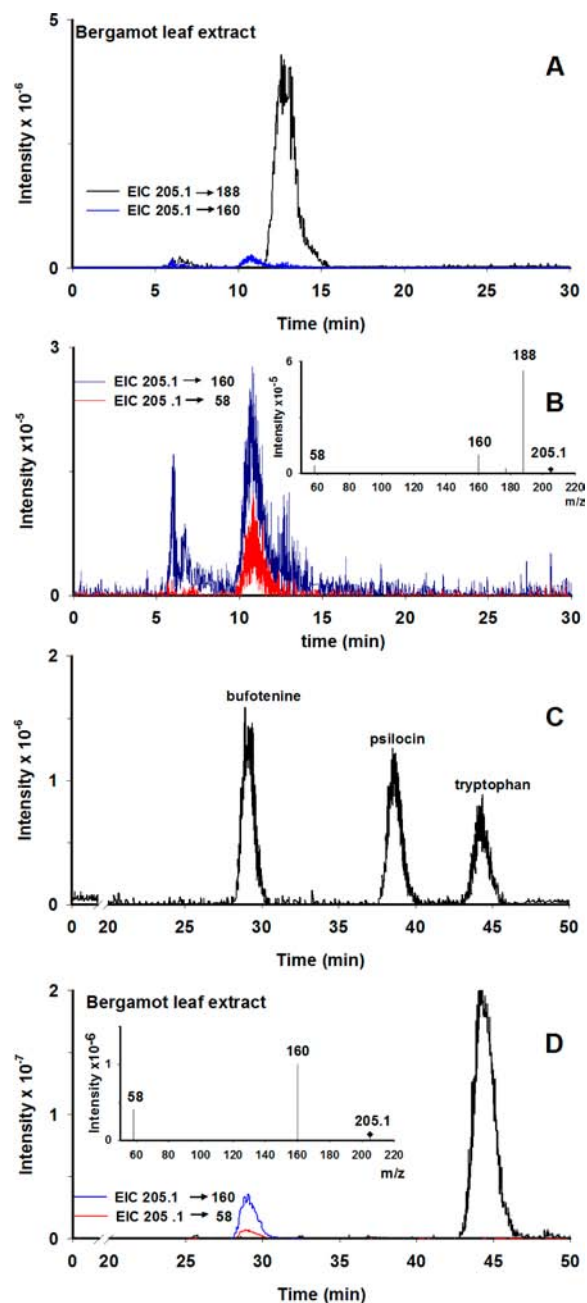 Bergamot leaf extract
A
5
Intensity x 10⁻⁶
EIC 205.1 → 188
EIC 205.1 → 160
0
0 5 10 15 20 25 30
Time (min)
3
EIC 205.1 → 160
EIC 205 .1 → 58
B
Intensity x10⁻⁵
6
188
Intensity x10⁻⁵
58
160
205.1
0
60 80 100 120 140 160 180 200 220
m/z
0
0 5 10 15 20 25 30
time (min)
2
C
bufotenine
psilocin
tryptophan
Intensity x 10⁻⁶
1
0
0 20 25 30 35 40 45 50
Time (min)
2
Bergamot leaf extract
D
Intensity x10⁻⁶
1
160
58
205.1
0
60 80 100 120 140 160 180 200 220
m/z
Intensity x 10⁻⁷
1
EIC 205.1 → 160
EIC 205 .1 → 58
0
0 20 25 30 35 40 45 50
Time (min)